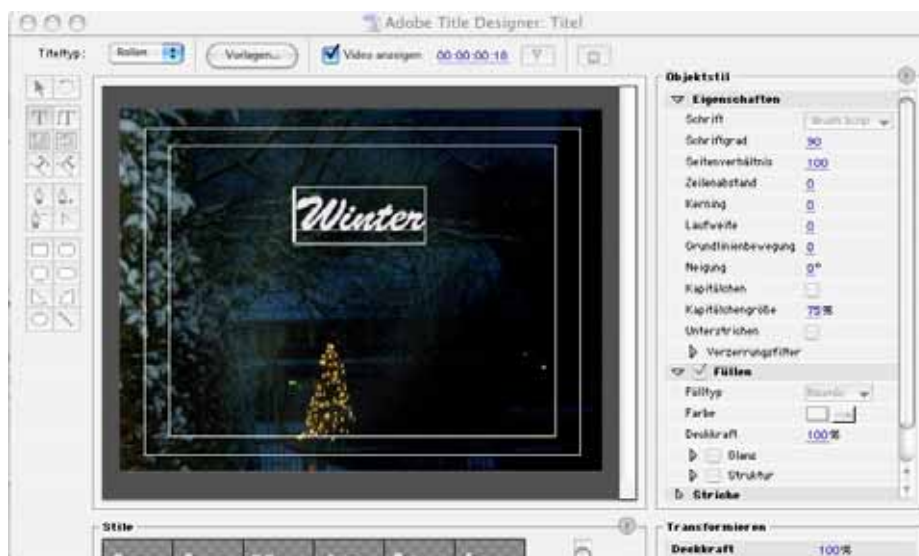 Adobe Title Designer: Titel
Titeltyp: Rollen Vorlagen... Video anzeigen 00:00:00:18
Objektstil
Eigenschaften
Schrift Brush Script
Schriftgrad 90
Seitenverhältnis 100
Zeilenabstand 0
Kerning 0
Laufweite 0
Grundlinienbewegung 0
Neigung 0°
Kapitälchen
Kapitälchengröße 75%
Unterstrichen
Verzerrungsfilter
Füllen
Fülltyp
Farbe
Deckkraft 100%
Glanz
Struktur
Striche
Winter
Stile
Transformieren
Deckkraft 100%